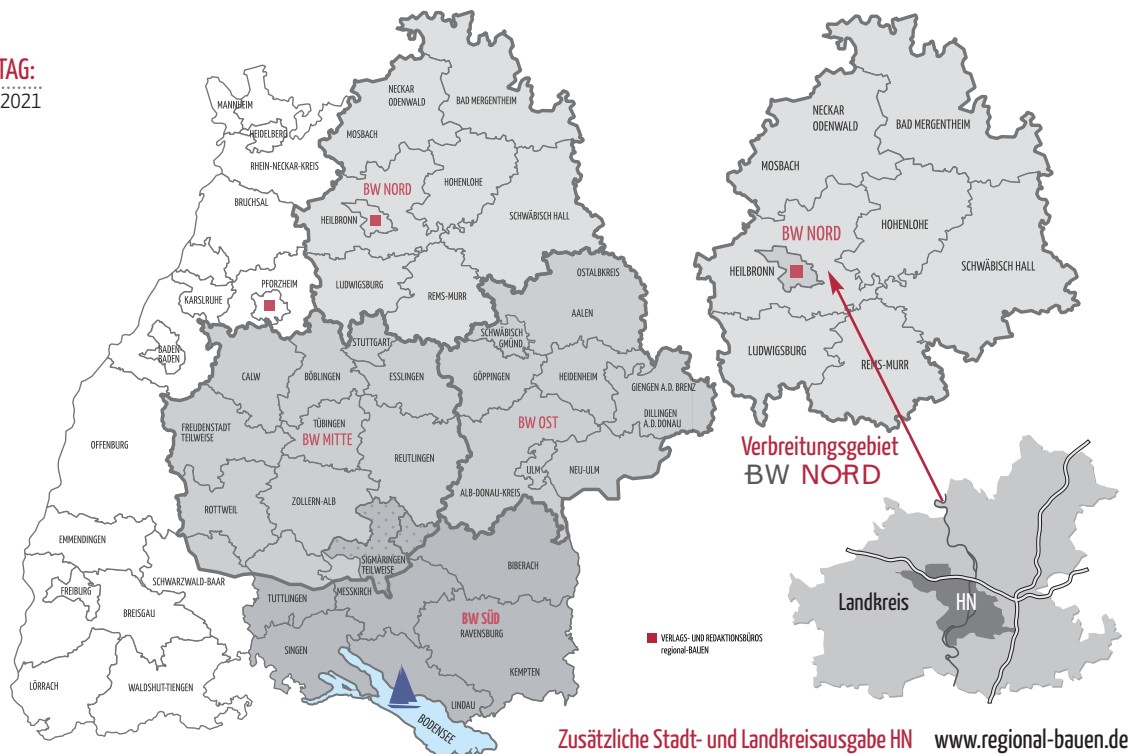 TAG:
2021
MANNHEIM
HEIDELBERG
RHEIN-NECKAR-KREIS
BRUCHSAL
KARLSRUHE
PFORZHEIM
BADEN
BADEN
OFFENBURG
EMMENDINGEN
FREIBURG
BREISGAU
SCHWARZWALD-BAAR
LÖRRACH
WALDSHUT-TIENGEN
NECKAR
ODENWALD
BAD MERGENTHEIM
MOSBACH
BW NORD
HOHENLOHE
HEILBRONN
SCHWÄBISCH HALL
LUDWIGSBURG
REMS-MURR
OSTALBKREIS
AALEN
SCHWÄBISCH
GMÜND
STUTTGART
CALW
BÖBLINGEN
ESSLINGEN
GÖPPINGEN
HEIDENHEIM
GIENGEN A.D. BRENZ
DILLINGEN
A.D. DONAU
FREUDENSTADT
TEILWEISE
TÜBINGEN
BW MITTE
BW OST
REUTLINGEN
ULM
NEU-ULM
ALB-DONAU-KREIS
ZOLLERN-ALB
ROTTWEIL
SIGMARINGEN
TEILWEISE
BIBERACH
TUTTLINGEN
MESSKIRCH
BW SÜD
RAVENSBURG
SINGEN
KEMPTEN
LINDAU
BODENSEE
NECKAR
ODENWALD
BAD MERGENTHEIM
MOSBACH
BW NORD
HOHENLOHE
HEILBRONN
SCHWÄBISCH HALL
LUDWIGSBURG
REMS-MURR
Verbreitungsgebiet
BW NORD
Landkreis
HN
VERLAGS- UND REDAKTIONSBÜROS
regional-BAUEN
Zusätzliche Stadt- und Landkreisausgabe HN www.regional-bauen.de